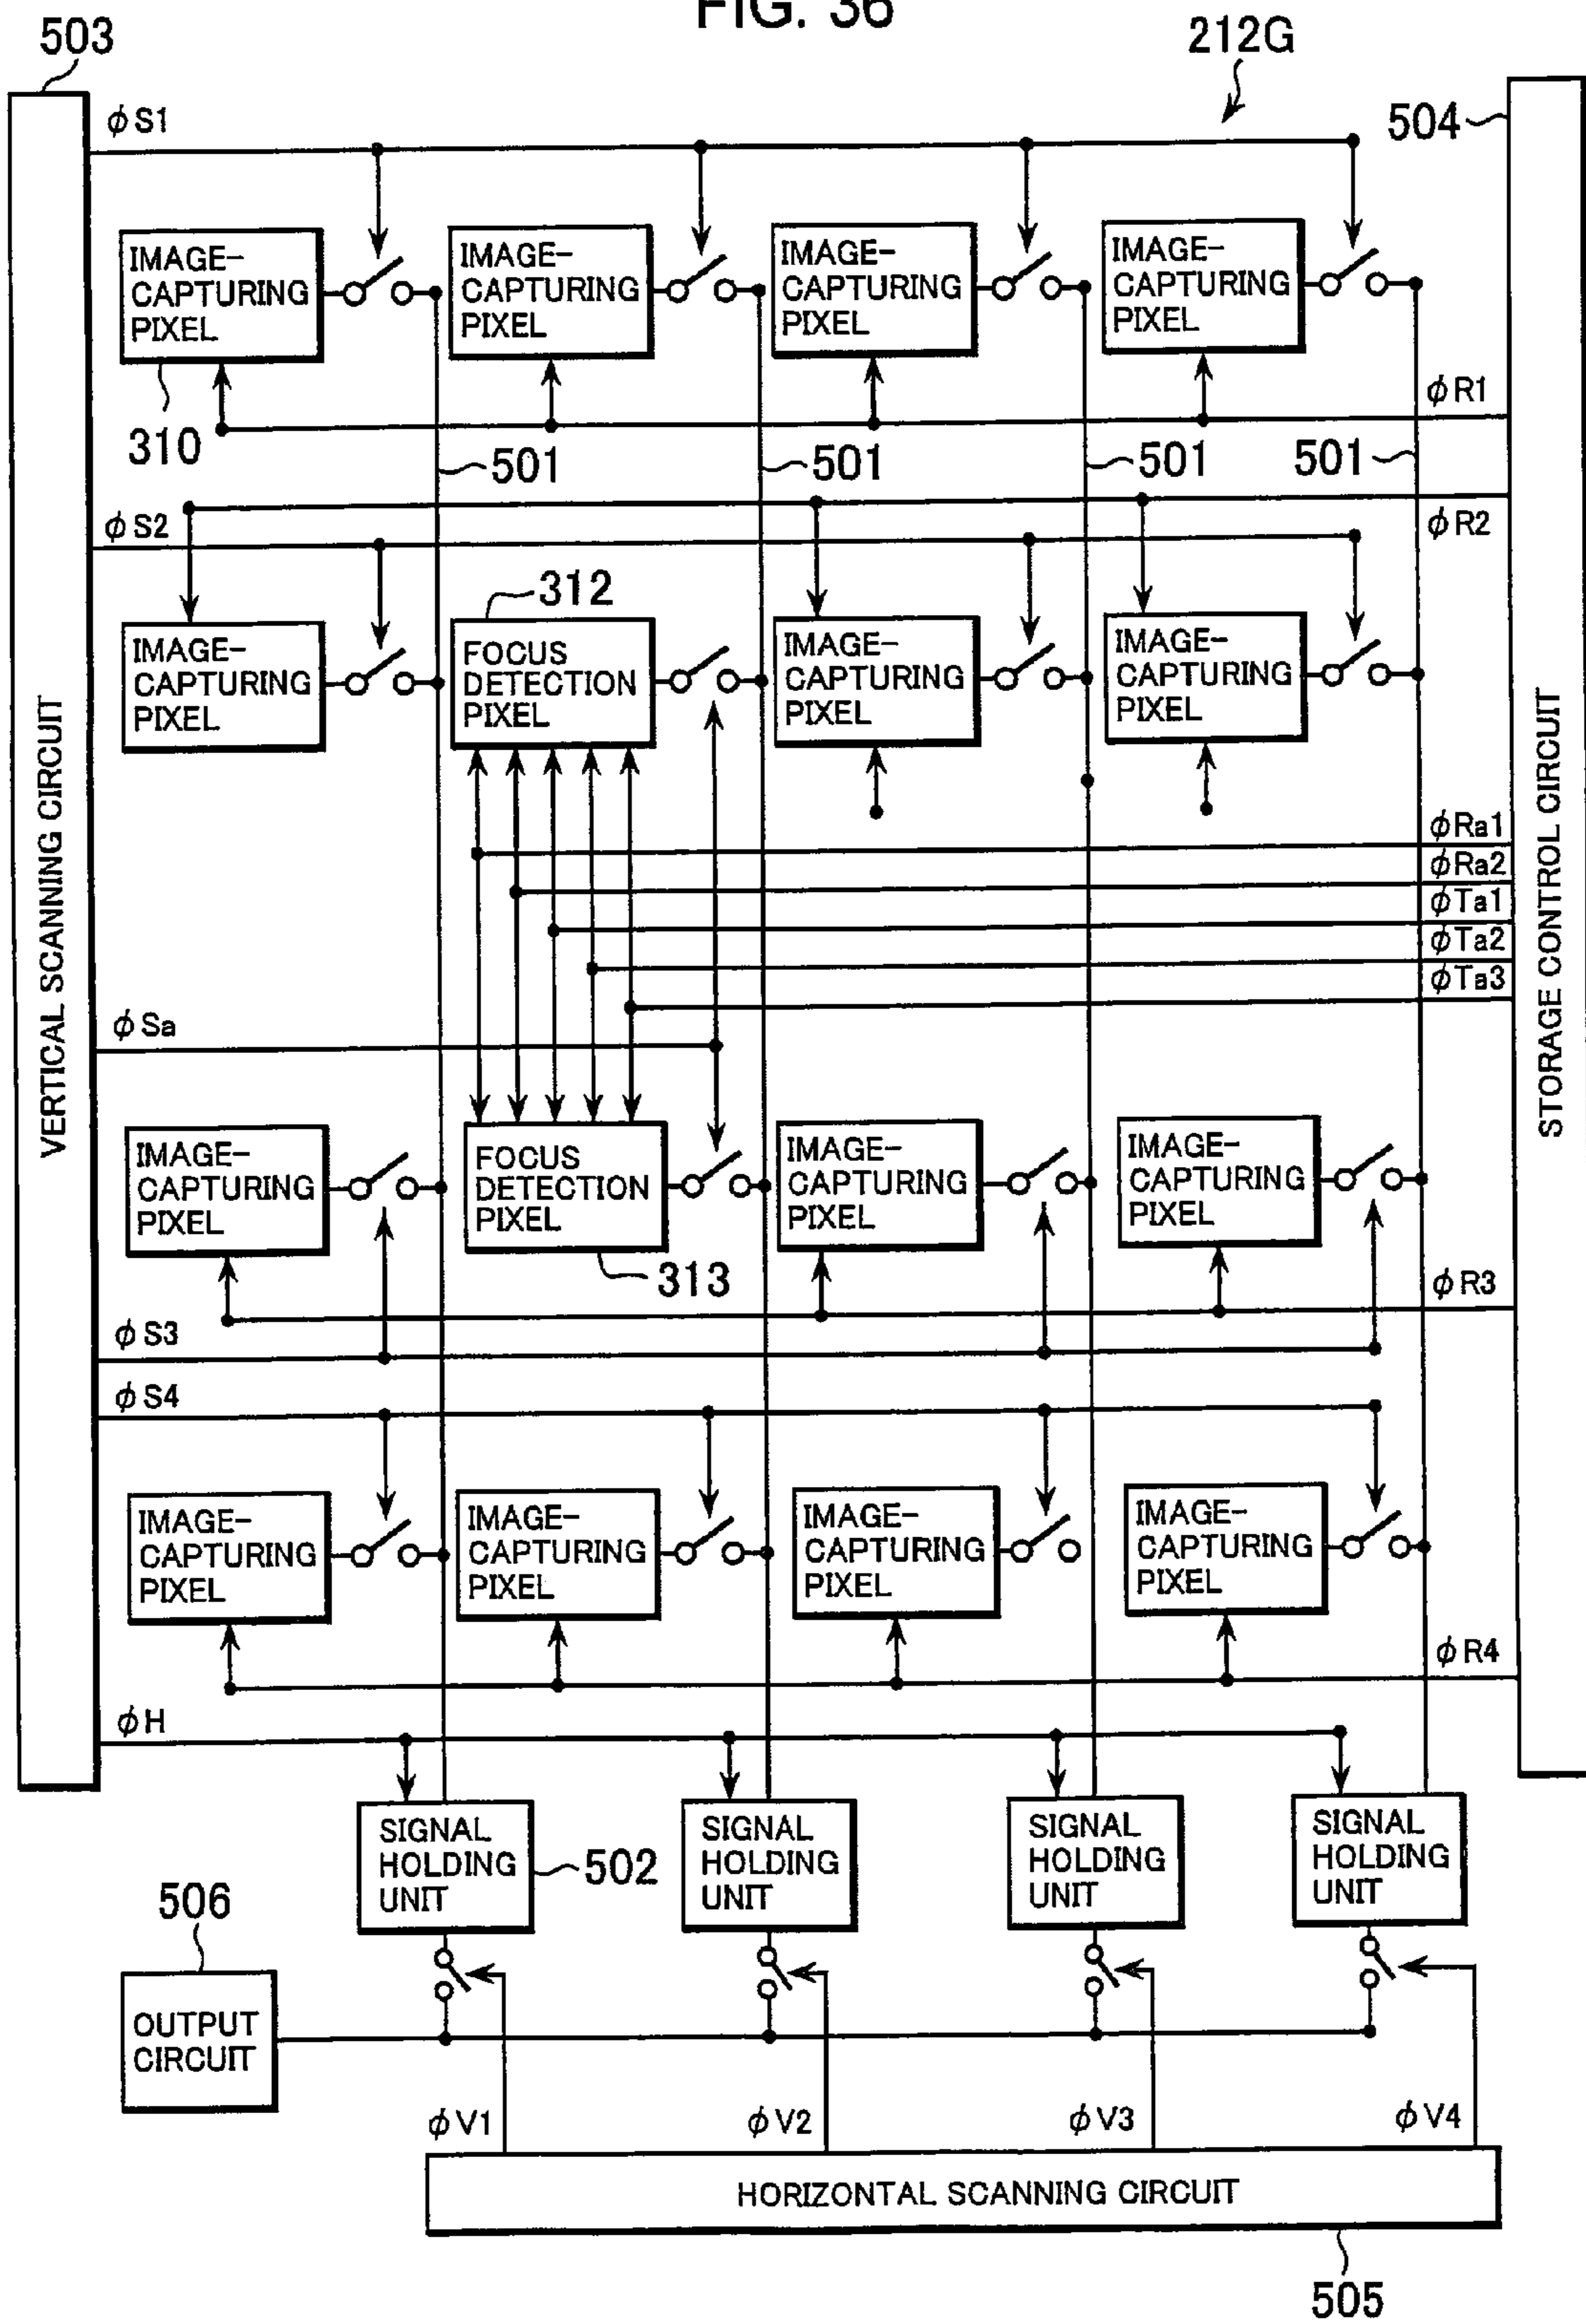 FIG. 36
503
212G
504
φS1
IMAGE-
CAPTURING
PIXEL
IMAGE-
CAPTURING
PIXEL
IMAGE-
CAPTURING
PIXEL
IMAGE-
CAPTURING
PIXEL
φR1
310
501
501
501
501
φS2
φR2
312
IMAGE-
CAPTURING
PIXEL
FOCUS
DETECTION
PIXEL
IMAGE-
CAPTURING
PIXEL
IMAGE-
CAPTURING
PIXEL
VERTICAL SCANNING CIRCUIT
STORAGE CONTROL CIRCUIT
φRa1
φRa2
φTa1
φTa2
φTa3
φSa
IMAGE-
CAPTURING
PIXEL
FOCUS
DETECTION
PIXEL
IMAGE-
CAPTURING
PIXEL
IMAGE-
CAPTURING
PIXEL
313
φR3
φS3
φS4
IMAGE-
CAPTURING
PIXEL
IMAGE-
CAPTURING
PIXEL
IMAGE-
CAPTURING
PIXEL
IMAGE-
CAPTURING
PIXEL
φR4
φH
SIGNAL
HOLDING
UNIT
502
SIGNAL
HOLDING
UNIT
SIGNAL
HOLDING
UNIT
SIGNAL
HOLDING
UNIT
506
OUTPUT
CIRCUIT
φV1
φV2
φV3
φV4
HORIZONTAL SCANNING CIRCUIT
505